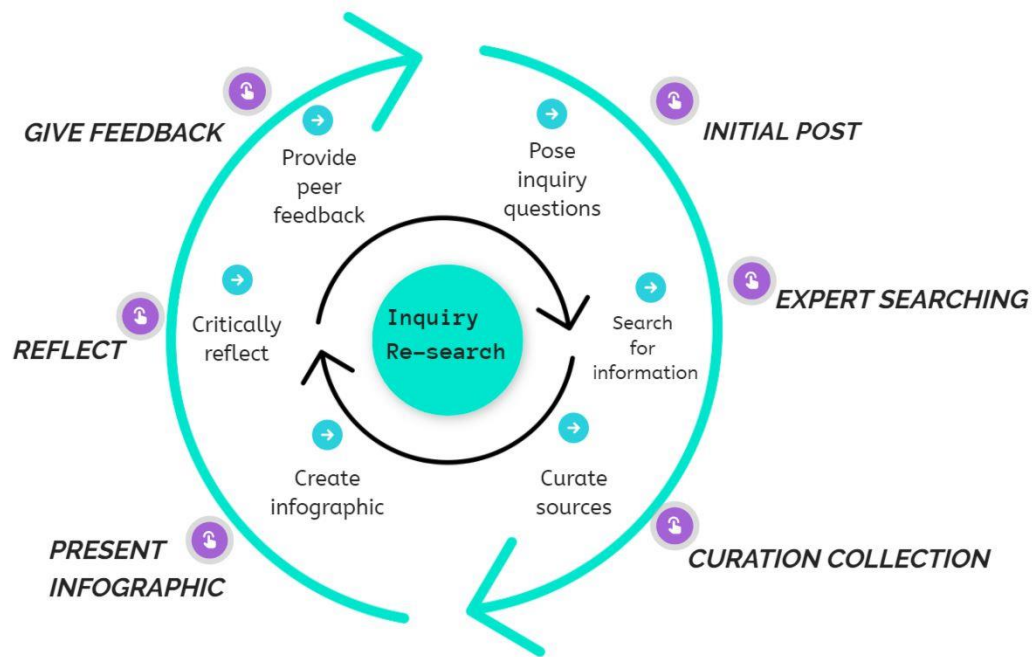 GIVE FEEDBACK
Provide
peer
feedback
Pose
inquiry
questions
INITIAL POST
REFLECT
Critically
reflect
Inquiry
Re-search
Search
for
information
EXPERT SEARCHING
PRESENT
INFOGRAPHIC
Create
infographic
Curate
sources
CURATION COLLECTION